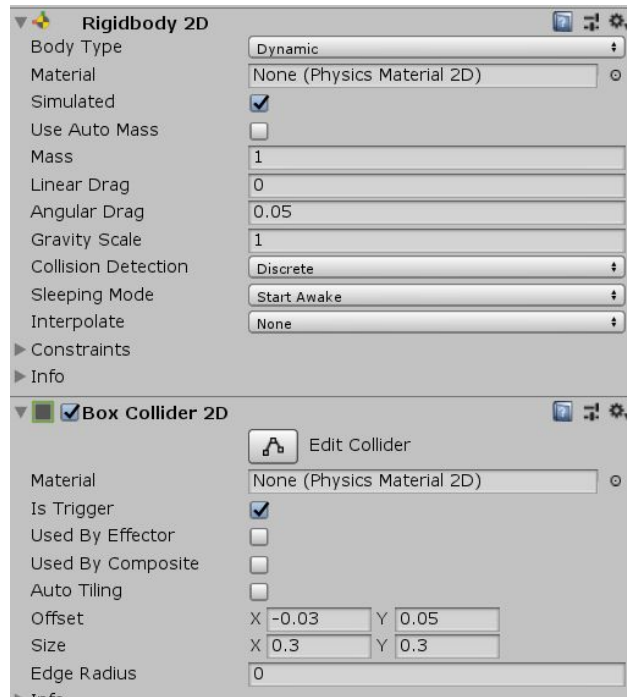 Rigidbody 2D
Body Type Dynamic
Material None (Physics Material 2D)
Simulated
Use Auto Mass
Mass 1
Linear Drag 0
Angular Drag 0.05
Gravity Scale 1
Collision Detection Discrete
Sleeping Mode Start Awake
Interpolate None
Constraints
Info
Box Collider 2D
Edit Collider
Material None (Physics Material 2D)
Is Trigger
Used By Effector
Used By Composite
Auto Tiling
Offset X -0.03 Y 0.05
Size X 0.3 Y 0.3
Edge Radius 0
Info